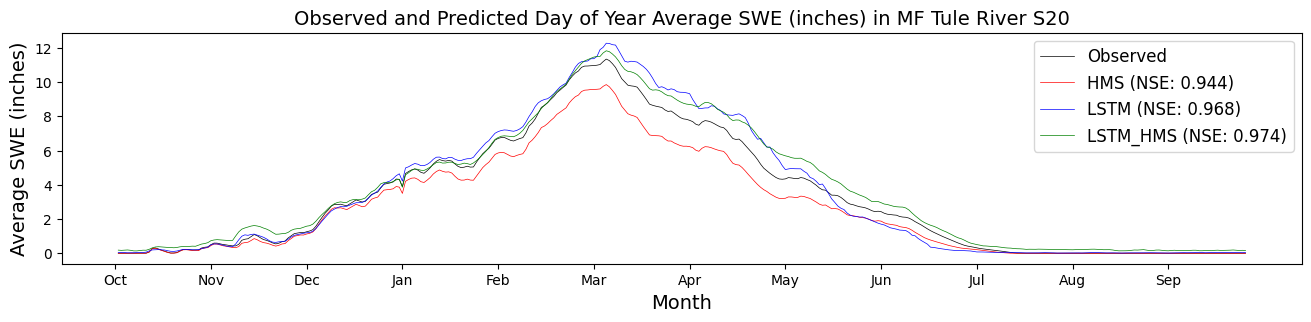 Observed and Predicted Day of Year Average SWE (inches) in MF Tule River S20
Average SWE (inches)
12
10
8
6
4
2
0
Observed
HMS (NSE: 0.944)
LSTM (NSE: 0.968)
LSTM_HMS (NSE: 0.974)
Oct Nov Dec Jan Feb Mar Apr May Jun Jul Aug Sep
Month